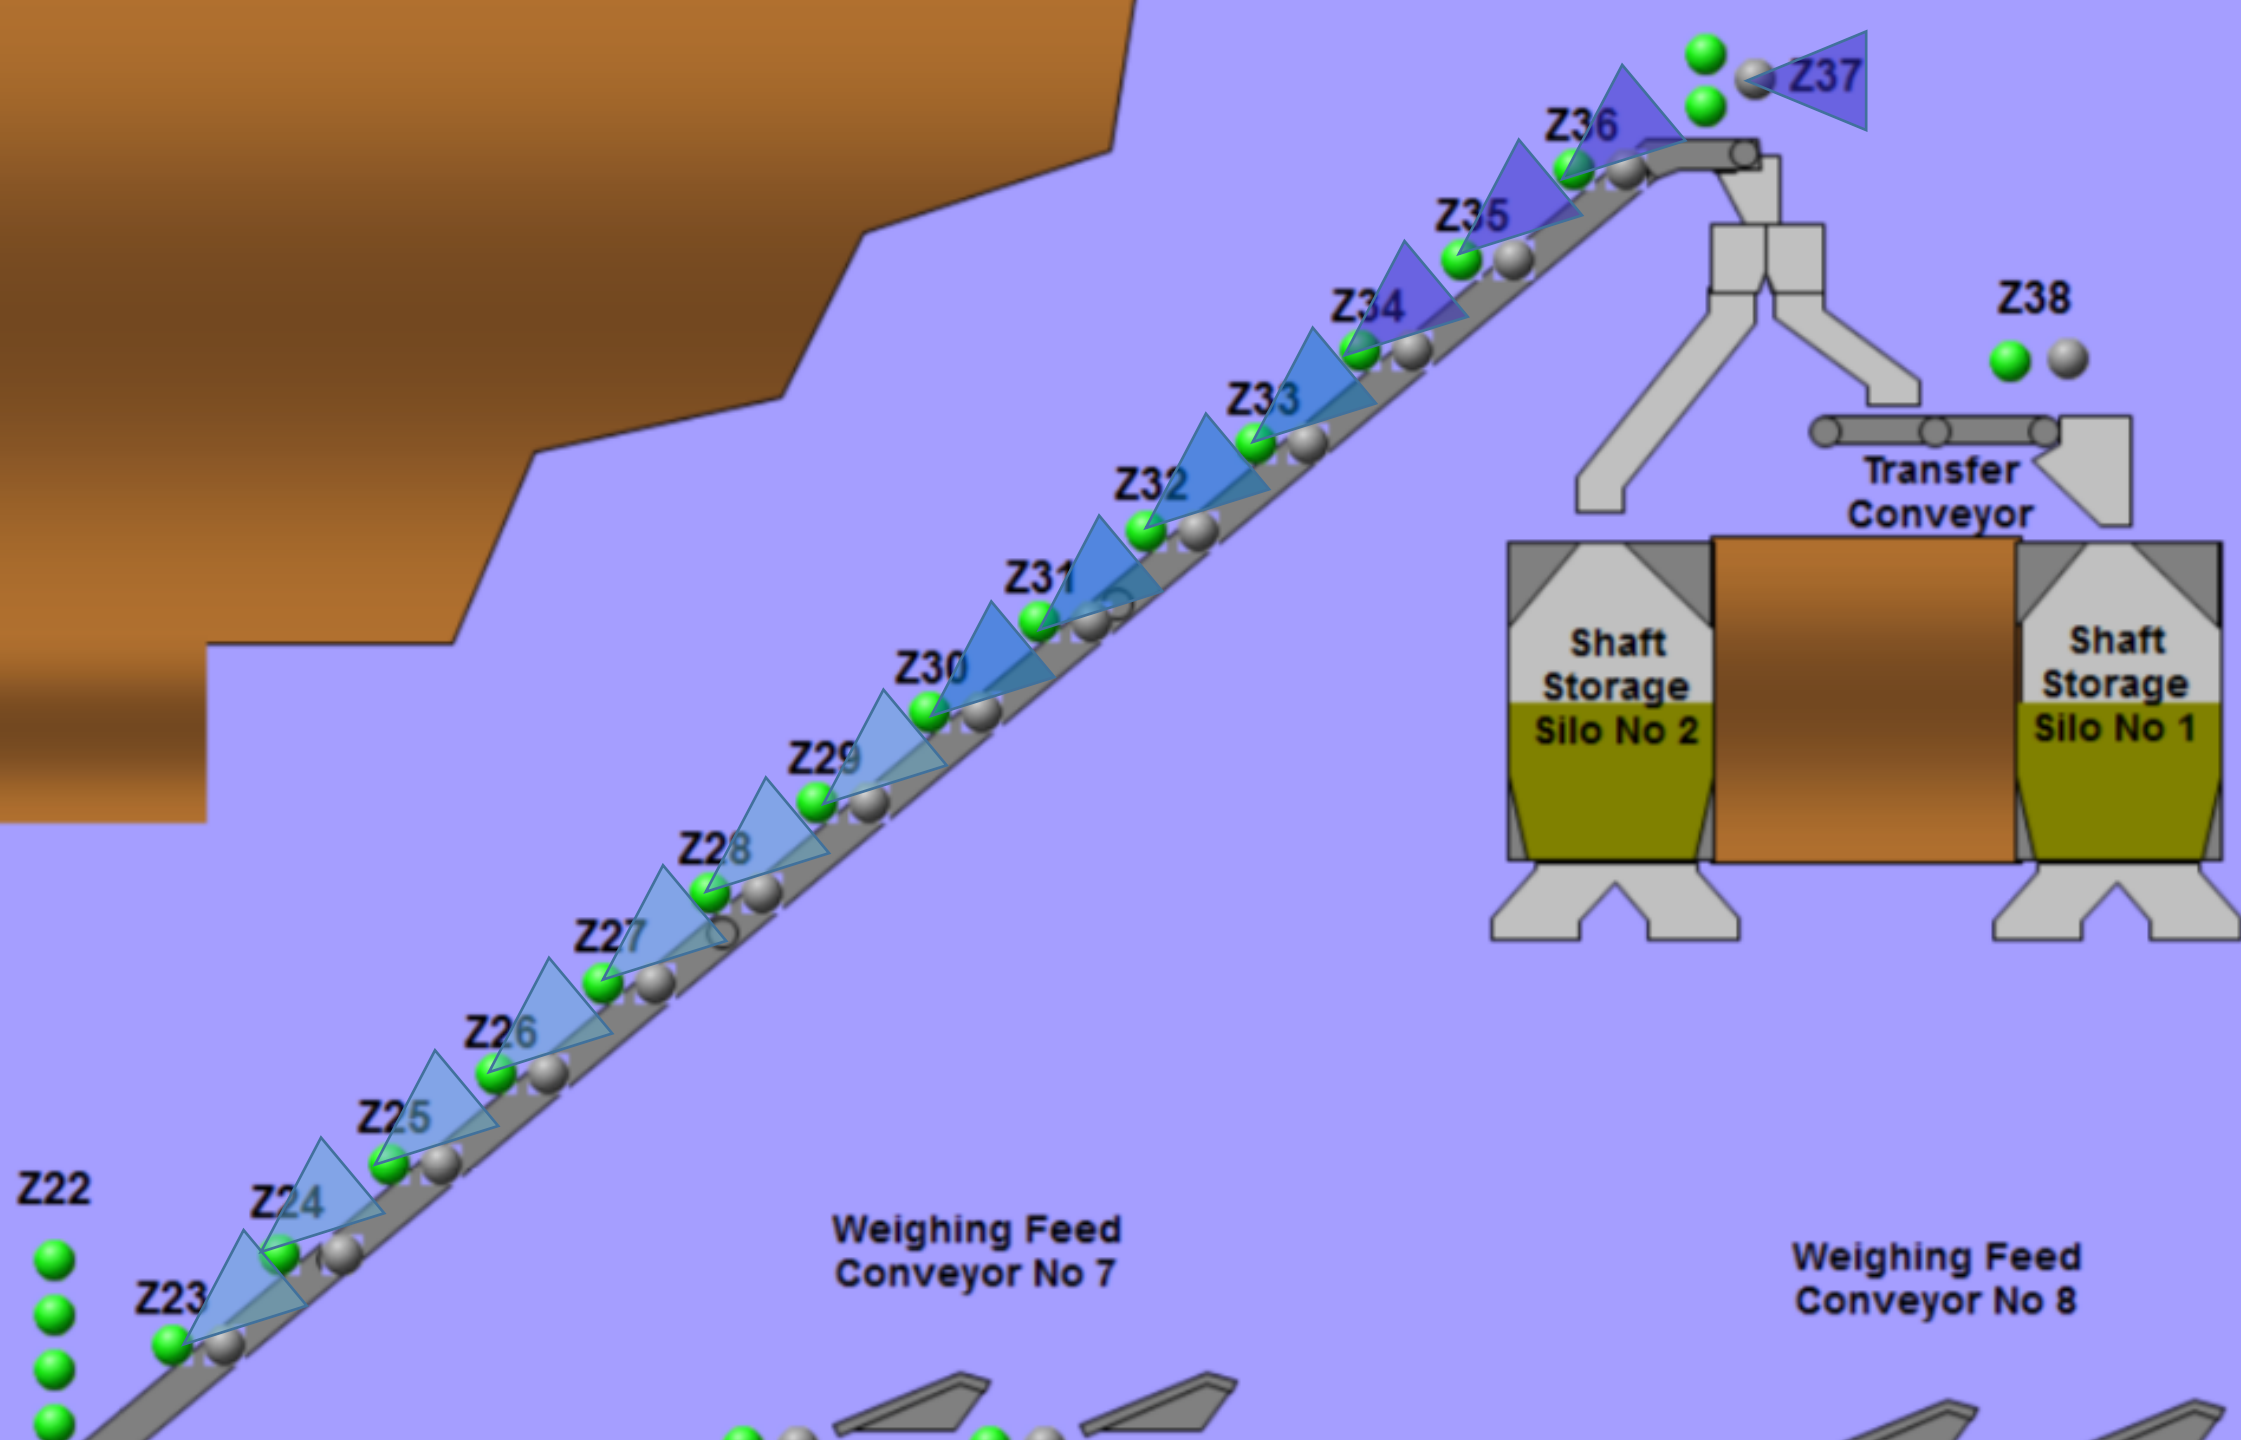 Z37
Z36
Z35
Z38
Z34
Z33
Z32
Transfer
Conveyor
Z31
Shaft
Storage
Silo No 2
Shaft
Storage
Silo No 1
Z30
Z29
Z28
Z27
Z26
Z25
Z22
Z24
Z23
Weighing Feed
Conveyor No 7
Weighing Feed
Conveyor No 8